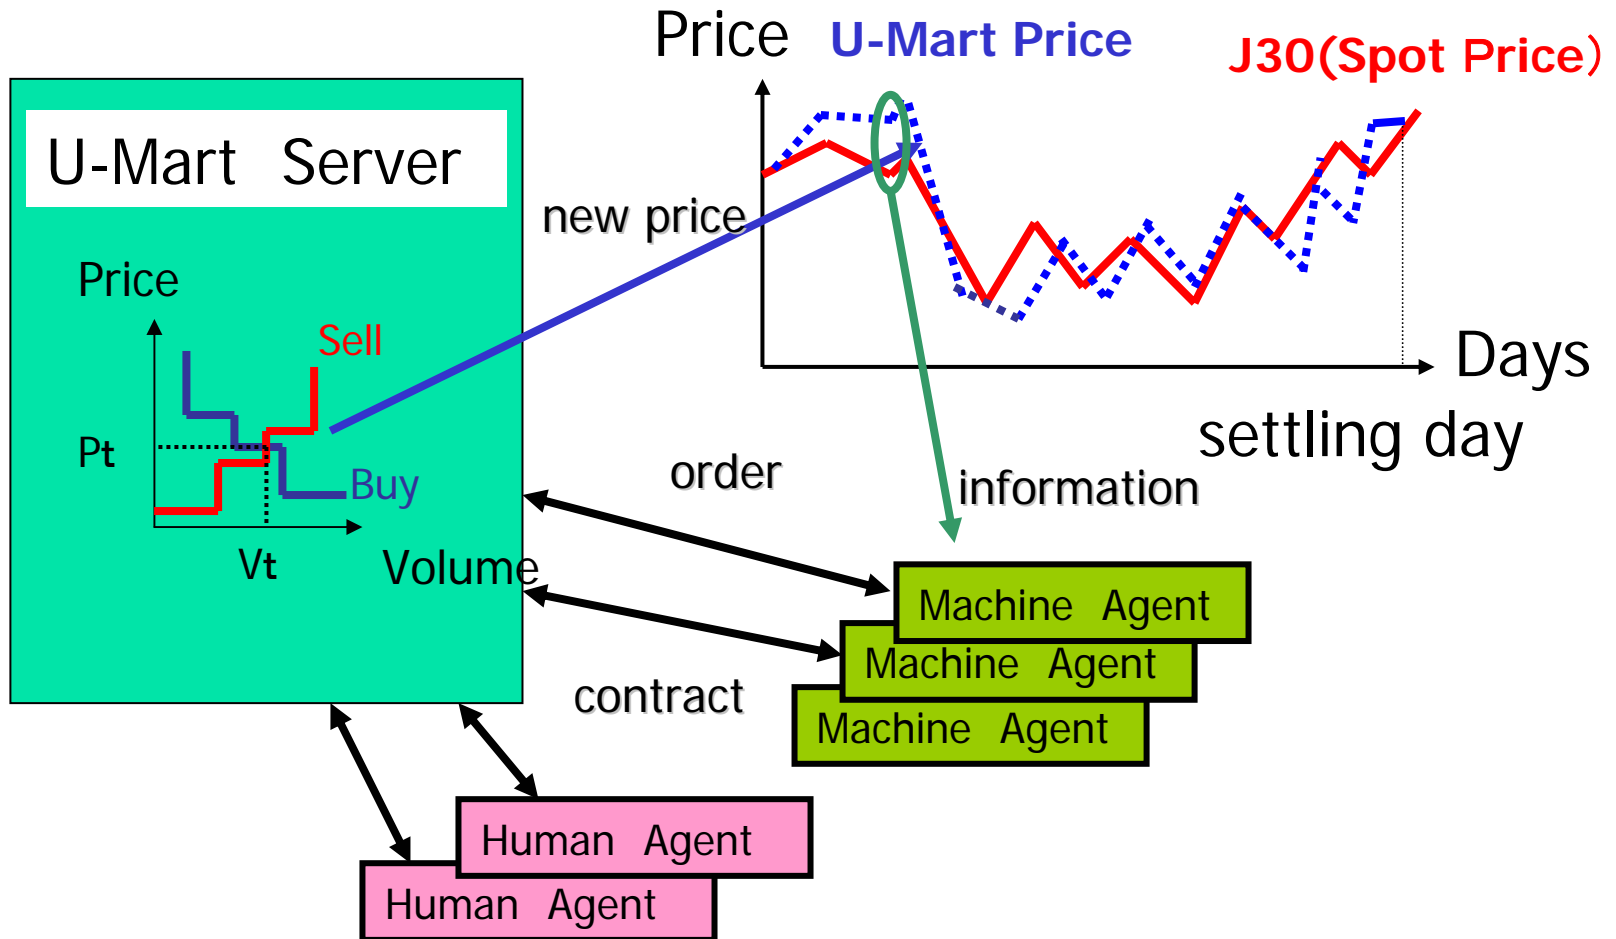 Price U-Mart Price
J30(Spot Price)
U-Mart Server
new price
Price
Sell
Days
Pt
settling day
order
Buy
information
Vt
Volume
Machine Agent
Machine Agent
contract
Machine Agent
Human Agent
Human Agent